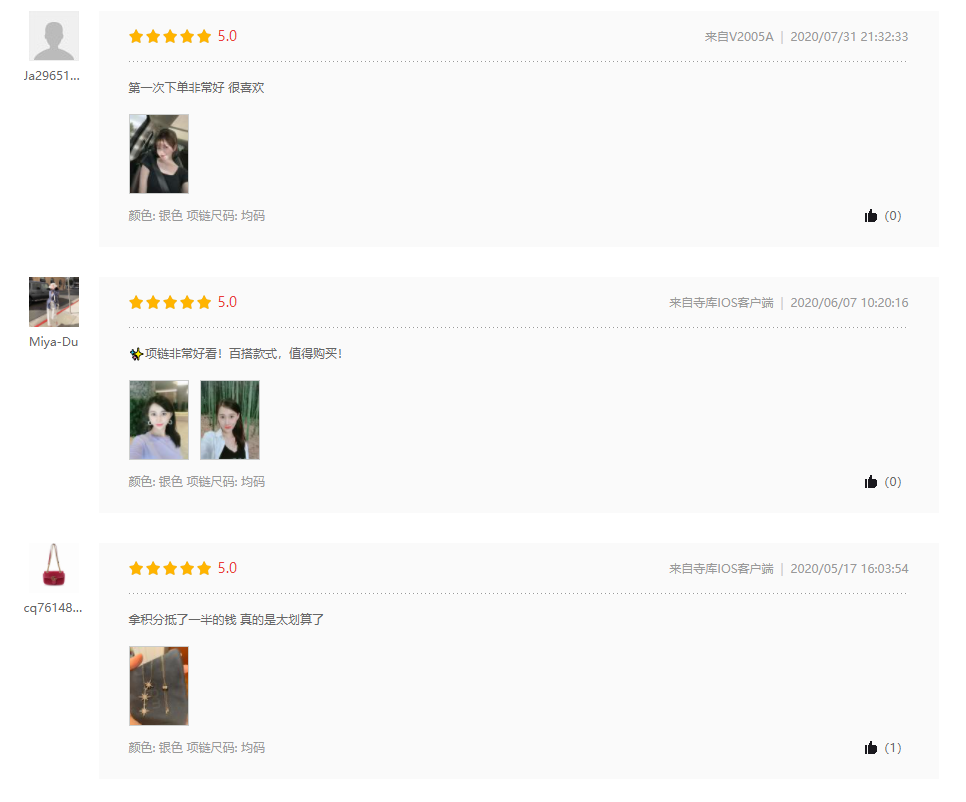 5.0
来自V2005A | 2020/07/31 21:32:33
Ja29651...
第一次下单非常好 很喜欢
颜色: 银色 项链尺码: 均码
(0)
5.0
来自寺库IOS客户端 | 2020/06/07 10:20:16
Miya-Du
✨项链非常好看！百搭款式，值得购买！
颜色: 银色 项链尺码: 均码
(0)
5.0
来自寺库IOS客户端 | 2020/05/17 16:03:54
cq76148...
拿积分抵了一半的钱 真的是太划算了
颜色: 银色 项链尺码: 均码
(1)